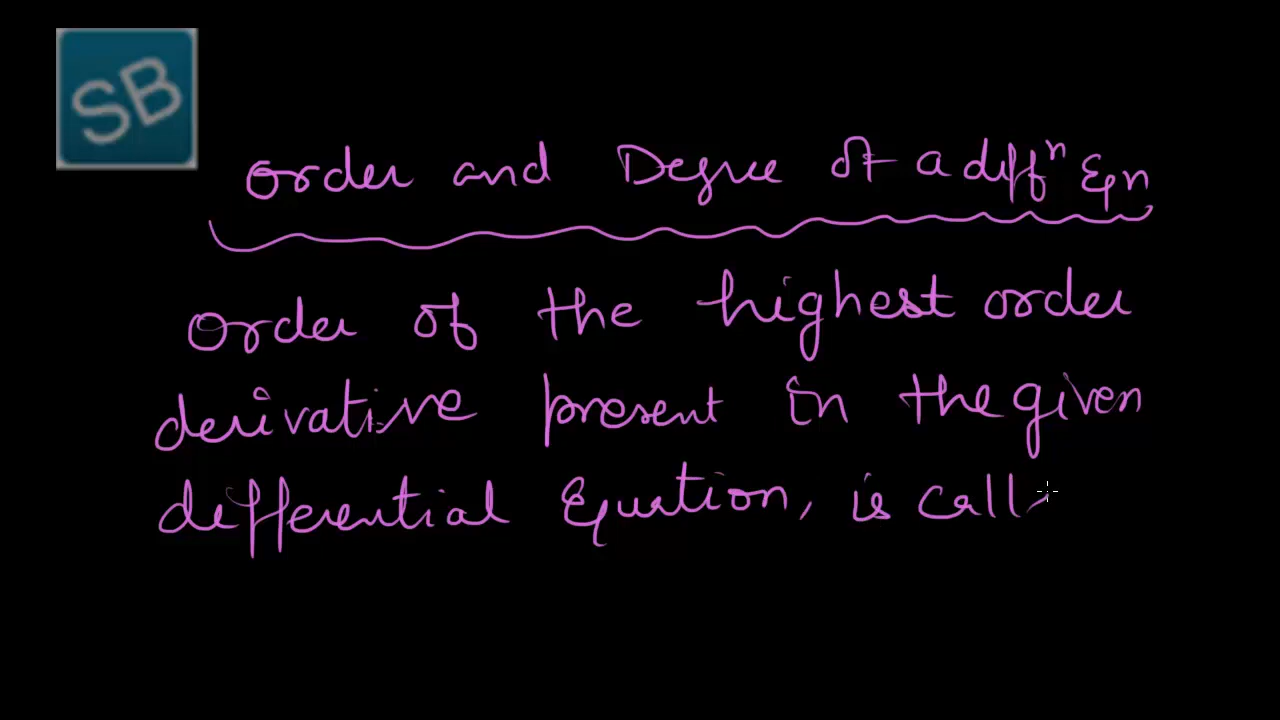 SB
Order and Degree of a diffⁿ Eqn
Order of the highest order
derivative present in the given
differential Equation, is call